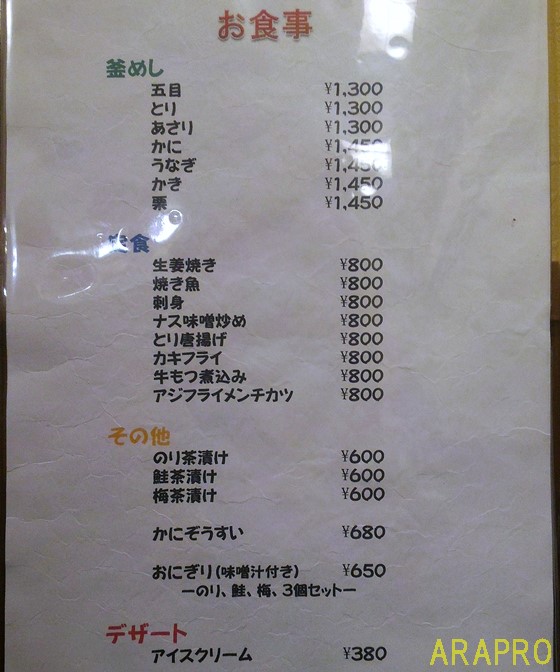 お食事
釜めし
五目 ¥1,300
とり ¥1,300
あさり ¥1,300
かに ¥1,450
うなぎ ¥1,450
かき ¥1,450
栗 ¥1,450
定食
生姜焼き ¥800
焼き魚 ¥800
刺身 ¥800
ナス味噌炒め ¥800
とり唐揚げ ¥800
カキフライ ¥800
牛もつ煮込み ¥800
アジフライメンチカツ ¥800
その他
のり茶漬け ¥600
鮭茶漬け ¥600
梅茶漬け ¥600
かにぞうすい ¥680
おにぎり(味噌汁付き) ¥650
ーのり、鮭、梅、3個セットー
デザート
アイスクリーム ¥380
ARAPRO